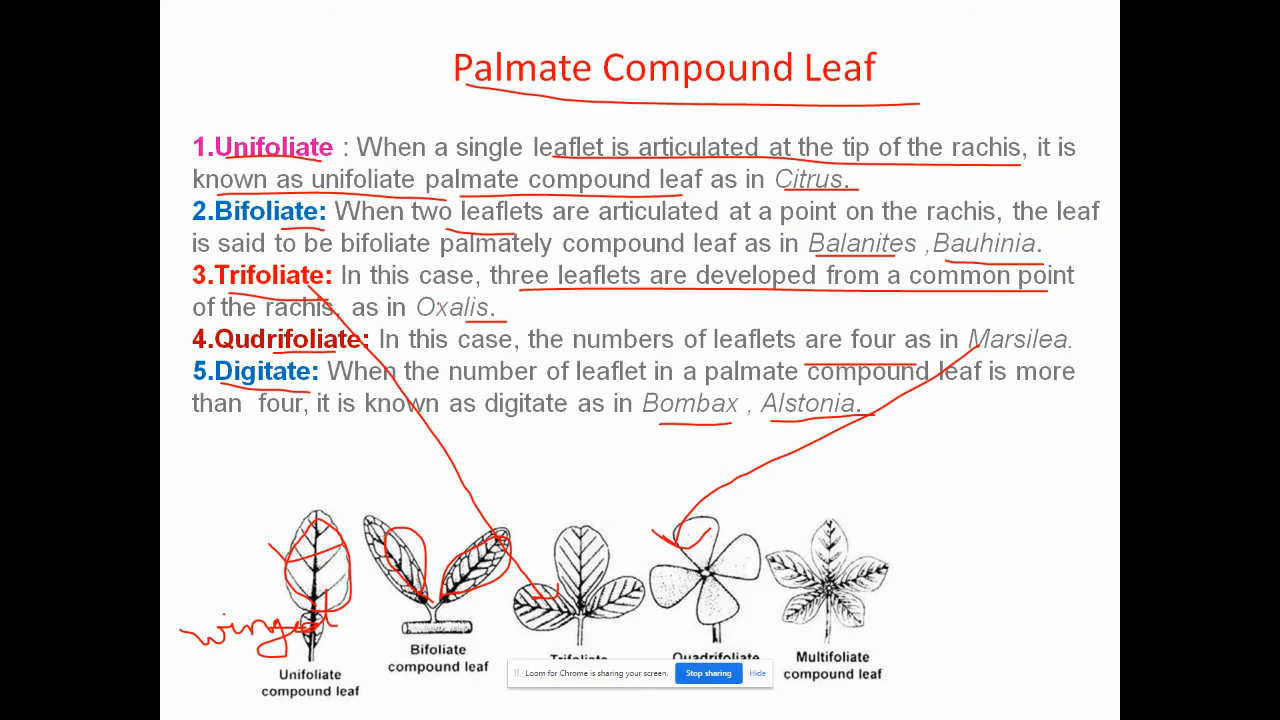 Palmate Compound Leaf
1.Unifoliate : When a single leaflet is articulated at the tip of the rachis, it is
known as unifoliate palmate compound leaf as in Citrus.
2.Bifoliate: When two leaflets are articulated at a point on the rachis, the leaf
is said to be bifoliate palmately compound leaf as in Balanites ,Bauhinia.
3.Trifoliate: In this case, three leaflets are developed from a common point
of the rachis, as in Oxalis.
4.Qudrifoliate: In this case, the numbers of leaflets are four as in Marsilea.
5.Digitate: When the number of leaflet in a palmate compound leaf is more
than four, it is known as digitate as in Bombax , Alstonia.
winged
Unifoliate
compound leaf
Bifoliate
compound leaf
Trifoliate
Quadrifoliate
Multifoliate
compound leaf
Loom for Chrome is sharing your screen. Stop sharing Hide